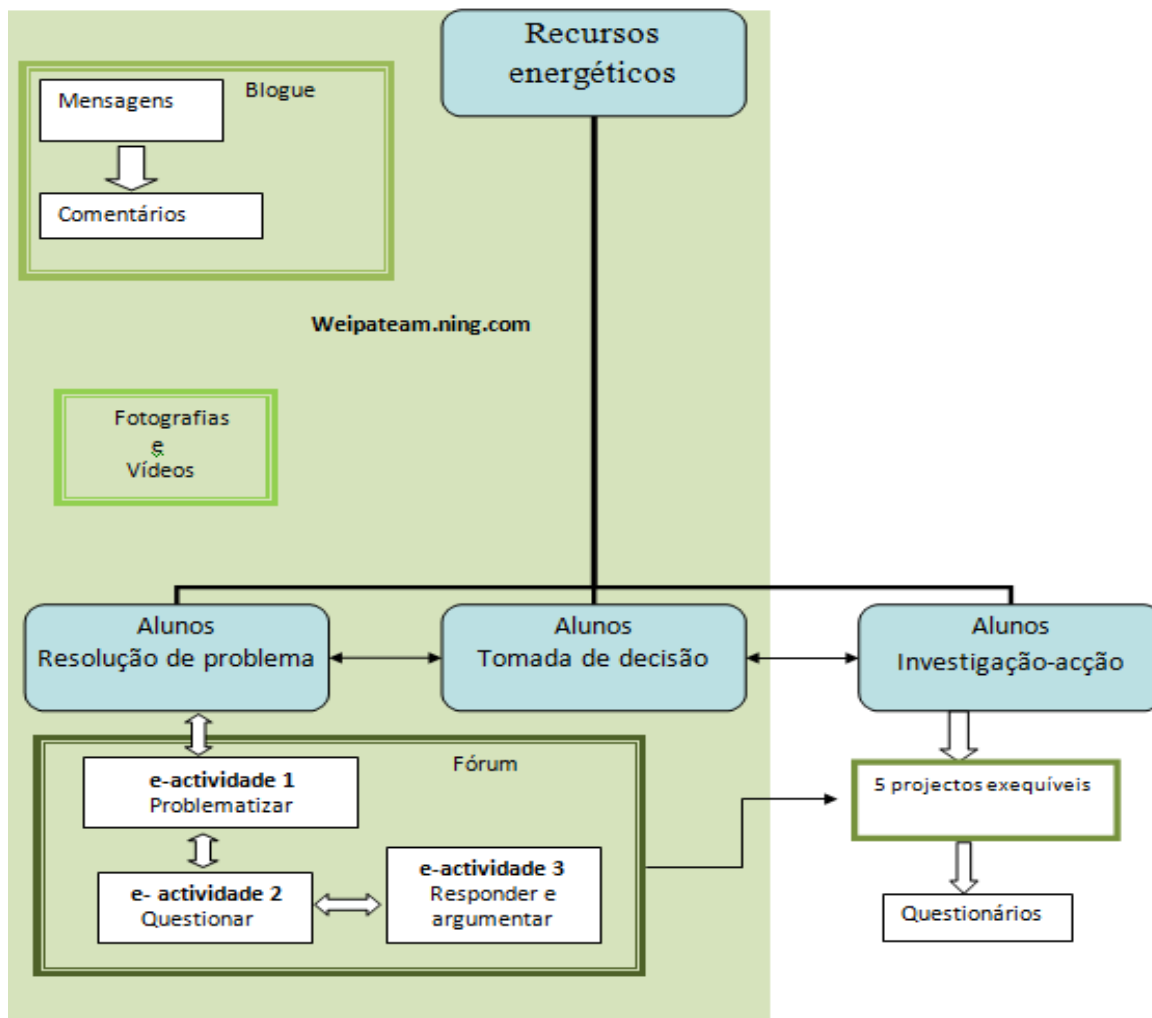 Recursos
energéticos
Blogue
Mensagens
Comentários
Weipateam.ning.com
Fotografias
e
Vídeos
Alunos
Resolução de problema
Alunos
Tomada de decisão
Alunos
Investigação-acção
Fórum
e-actividade 1
Problematizar
e- actividade 2
Questionar
e-actividade 3
Responder e
argumentar
5 projectos exequíveis
Questionários